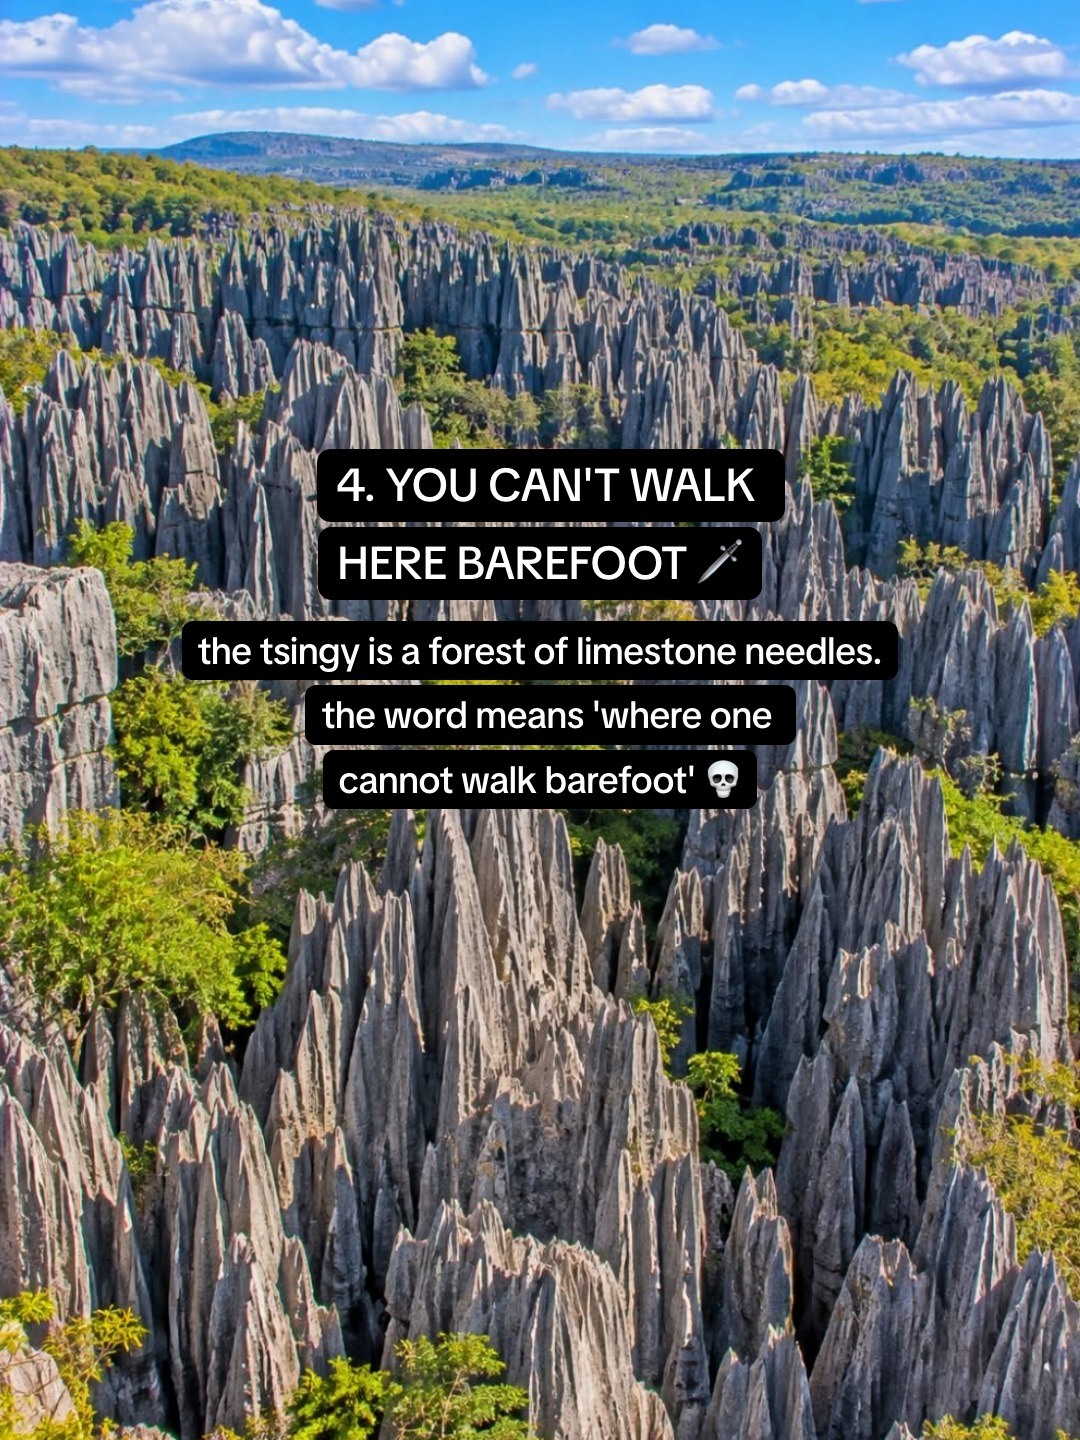 4. YOU CAN'T WALK
HERE BAREFOOT 🗡️
the tsingy is a forest of limestone needles.
the word means 'where one
cannot walk barefoot' 💀